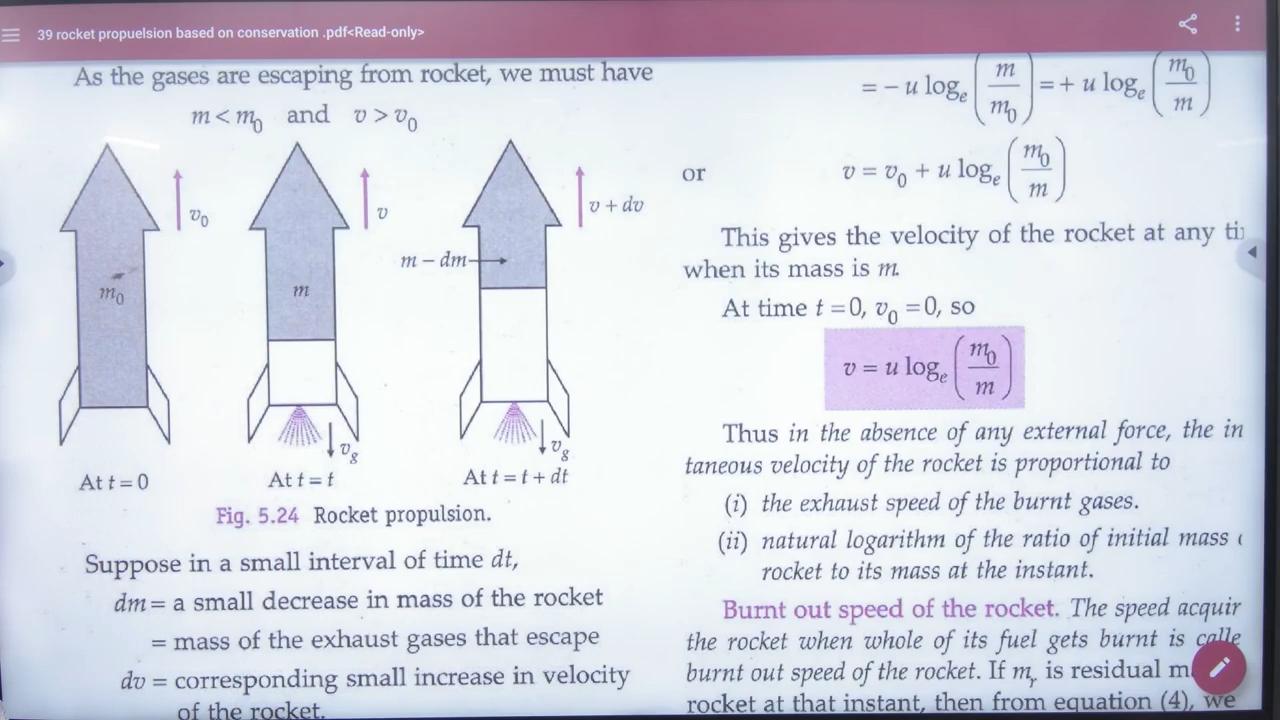 39 rocket propuelsion based on conservation .pdf<Read-only>
As the gases are escaping from rocket, we must have
m < m₀ and v > v₀
v₀
v
v + dv
m₀
m
m – dm
v_g
v_g
At t = 0
At t = t
At t = t + dt
Fig. 5.24 Rocket propulsion.
Suppose in a small interval of time dt,
dm = a small decrease in mass of the rocket
= mass of the exhaust gases that escape
dv = corresponding small increase in velocity
of the rocket.
= – u logₑ (m/m₀) = + u logₑ (m₀/m)
or v = v₀ + u logₑ (m₀/m)
This gives the velocity of the rocket at any
when its mass is m.
At time t = 0, v₀ = 0, so
v = u logₑ (m₀/m)
Thus in the absence of any external force, the in
taneous velocity of the rocket is proportional to
(i) the exhaust speed of the burnt gases.
(ii) natural logarithm of the ratio of initial mass
rocket to its mass at the instant.
Burnt out speed of the rocket. The speed acquir
the rocket when whole of its fuel gets burnt is calle
burnt out speed of the rocket. If m_r is residual
rocket at that instant, then from equation (4), we